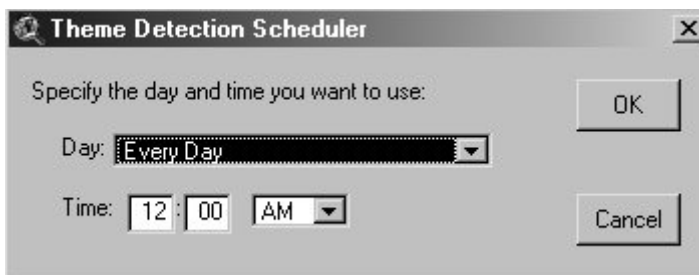 Theme Detection Scheduler
Specify the day and time you want to use:
OK
Day: Every Day
Time: 12 : 00 AM
Cancel